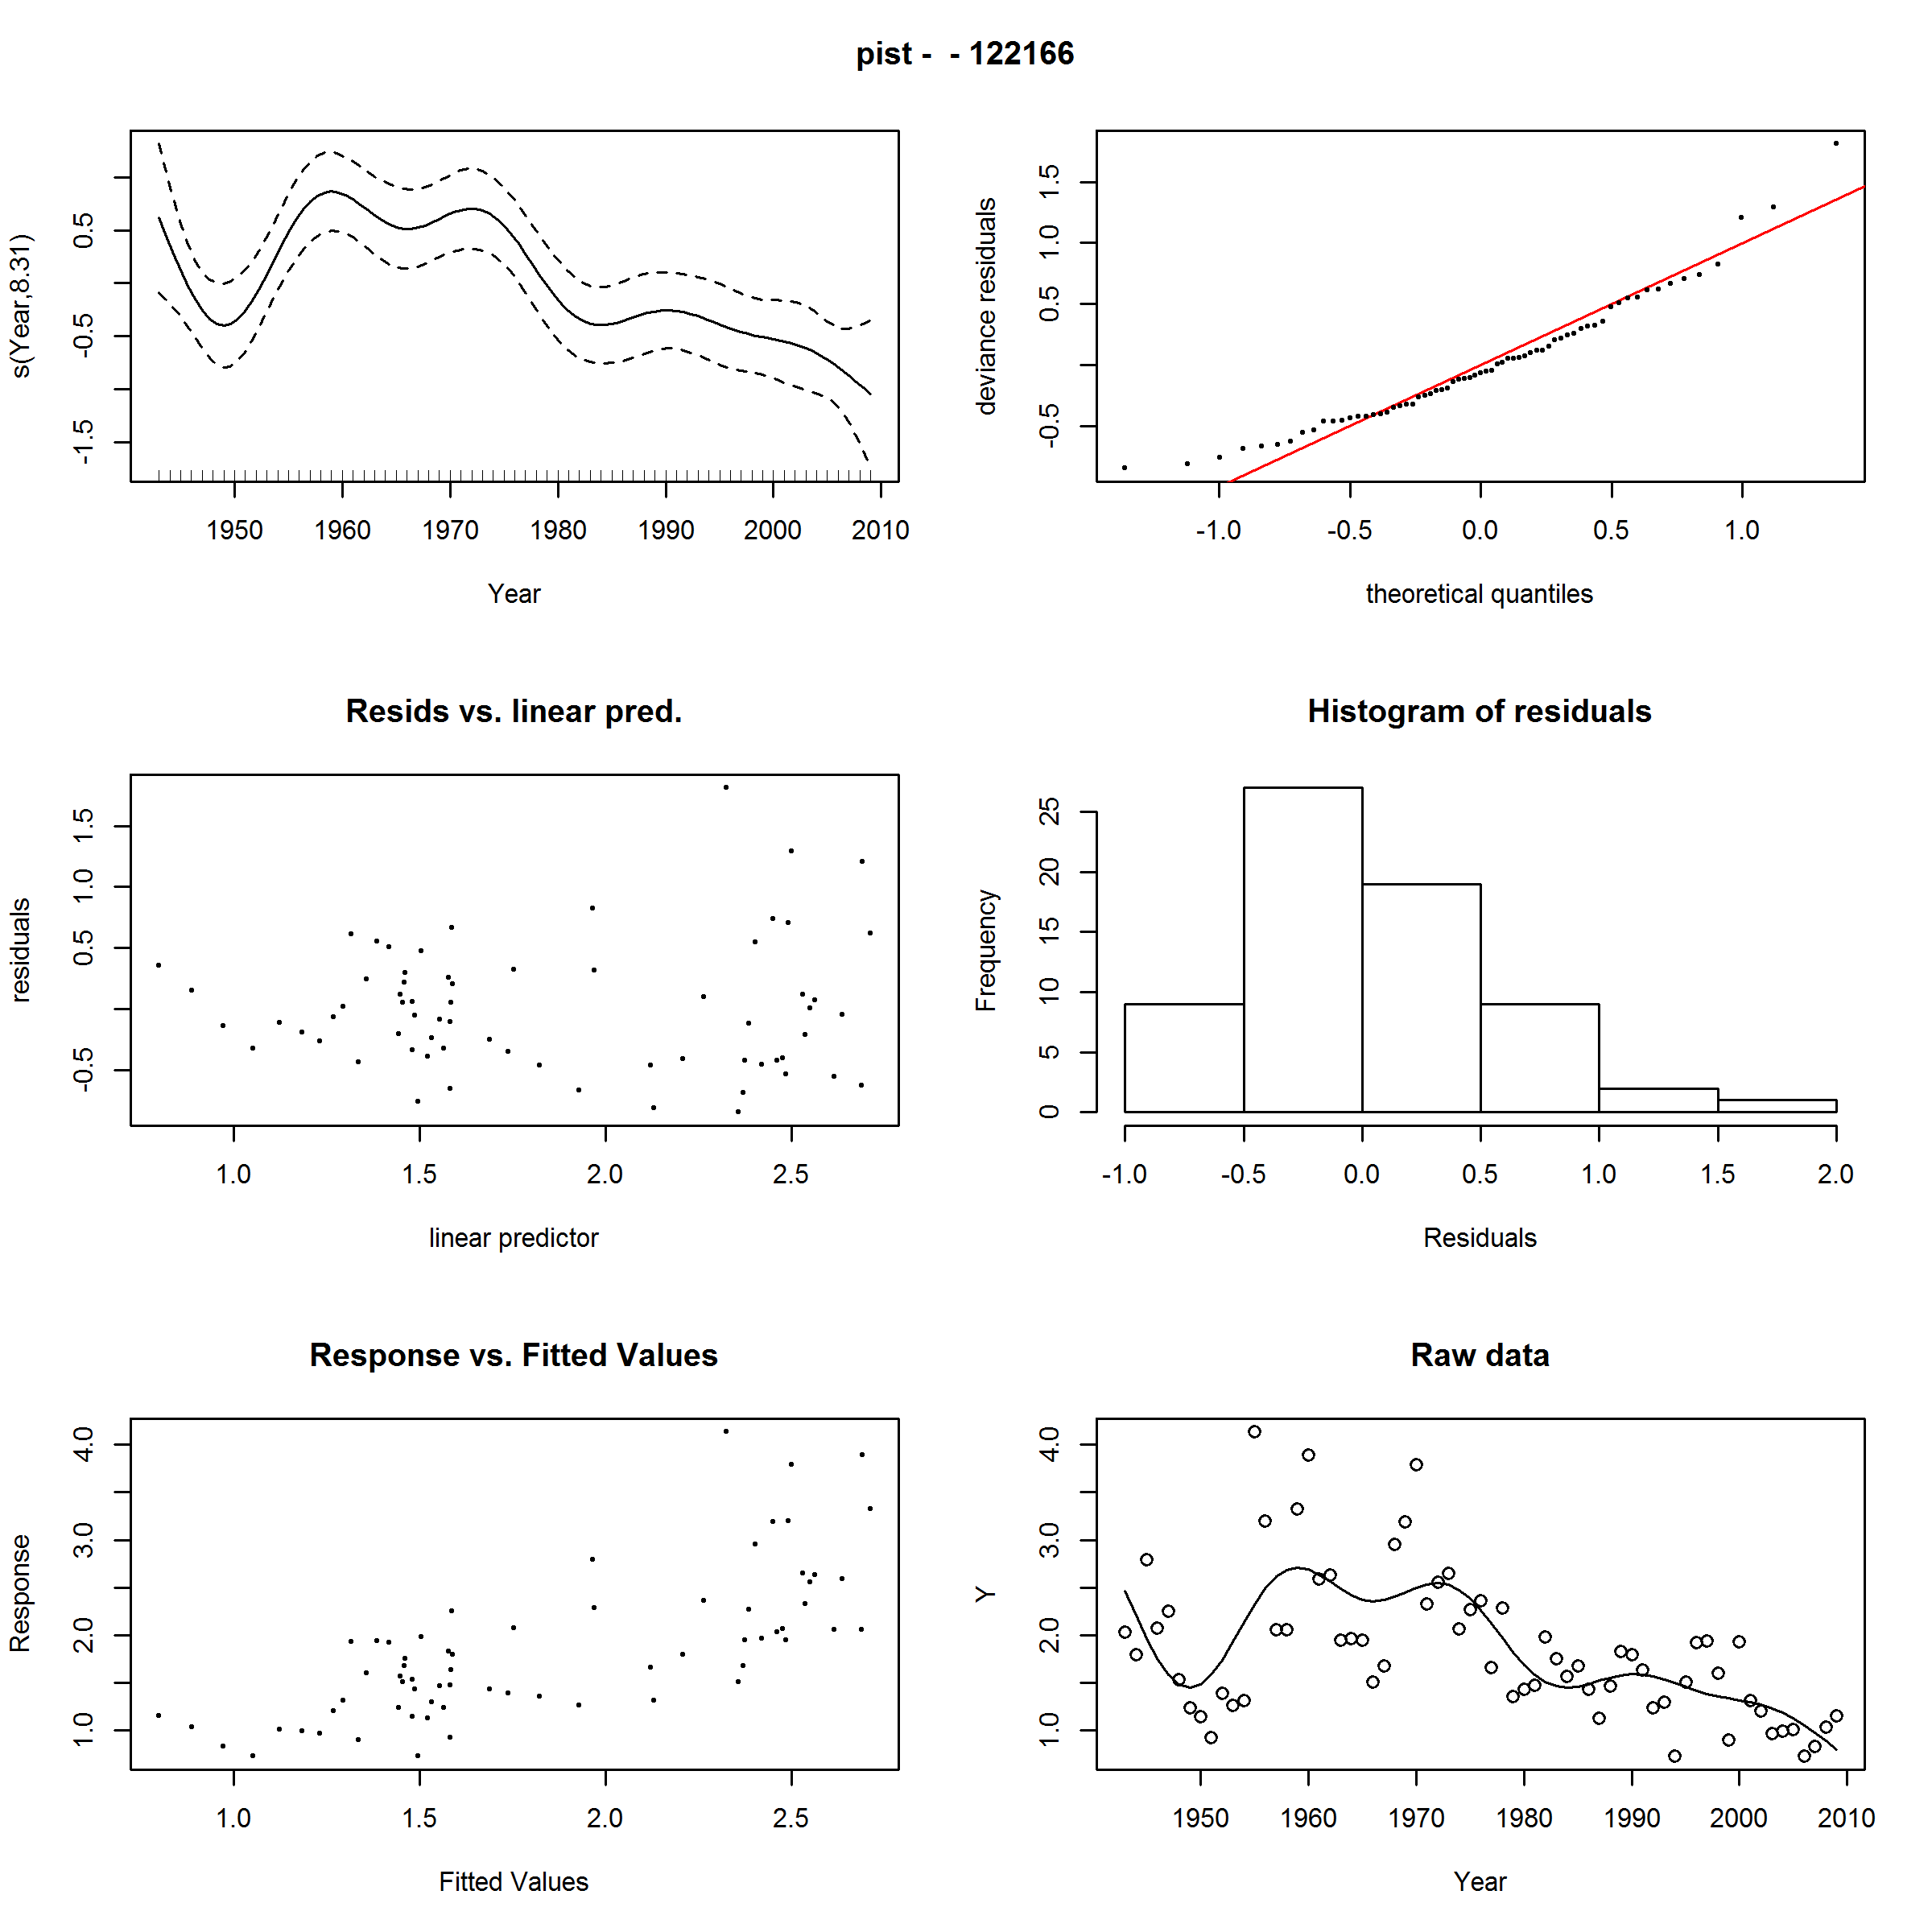 pist -  - 122166
s(Year,8.31)
-1.5 -0.5 0.5
1950 1960 1970 1980 1990 2000 2010
Year
deviance residuals
-0.5 0.5 1.0 1.5
-1.0 -0.5 0.0 0.5 1.0
theoretical quantiles
Resids vs. linear pred.
residuals
-0.5 0.5 1.0 1.5
1.0 1.5 2.0 2.5
linear predictor
Histogram of residuals
Frequency
0 5 10 15 20 25
-1.0 -0.5 0.0 0.5 1.0 1.5 2.0
Residuals
Response vs. Fitted Values
Response
1.0 2.0 3.0 4.0
1.0 1.5 2.0 2.5
Fitted Values
Raw data
Y
1.0 2.0 3.0 4.0
1950 1960 1970 1980 1990 2000 2010
Year